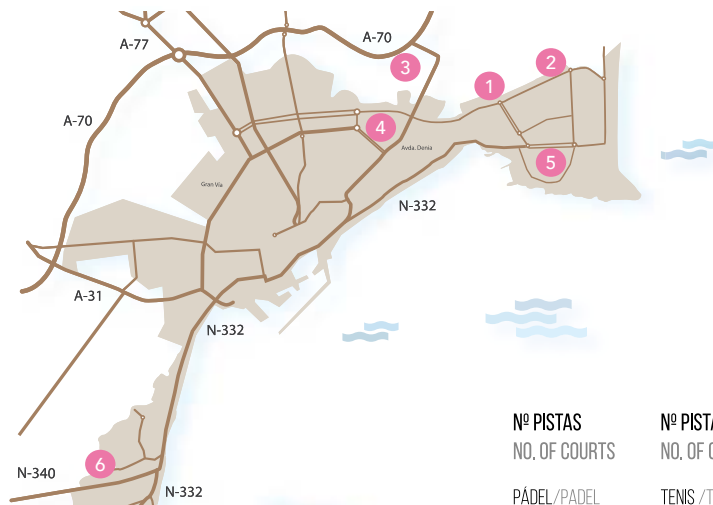 A-77
A-70
3
2
1
A-70
4
Avda. Denia
5
Gran Vía
N-332
A-31
N-332
Nº PISTAS
NO. OF COURTS
PÁDEL/PADEL
TENIS
6
N-340
N-332